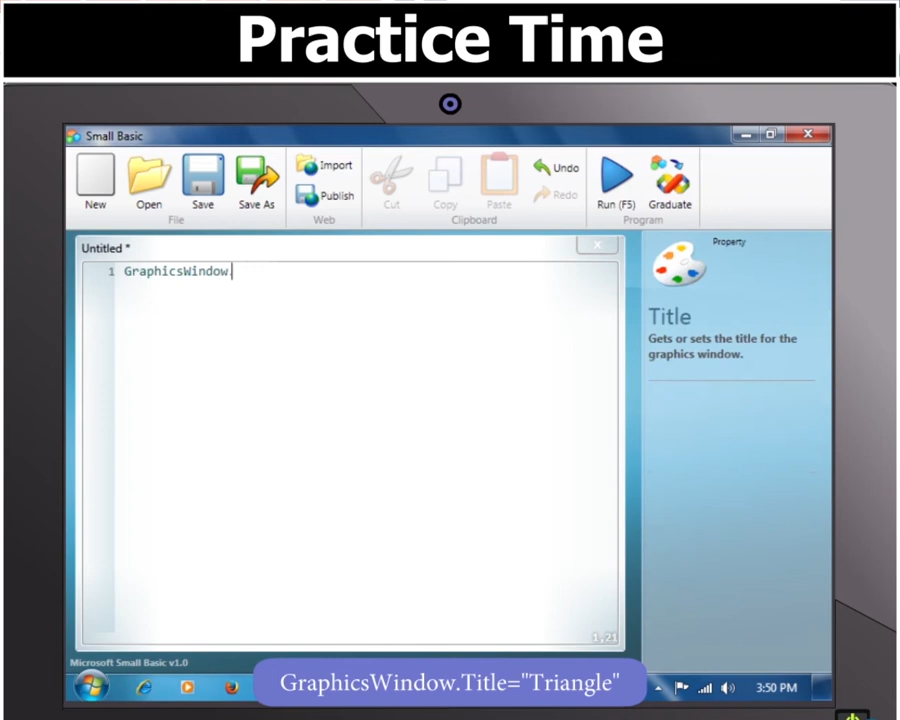 Practice Time
Small Basic
New
Open
Save
Save As
File
Import
Publish
Web
Cut
Copy
Paste
Undo
Redo
Clipboard
Run (F5)
Graduate
Program
Untitled *
1 GraphicsWindow.
1,21
Property
Title
Gets or sets the title for the
graphics window.
Microsoft Small Basic v1.0
GraphicsWindow.Title="Triangle"
3:50 PM